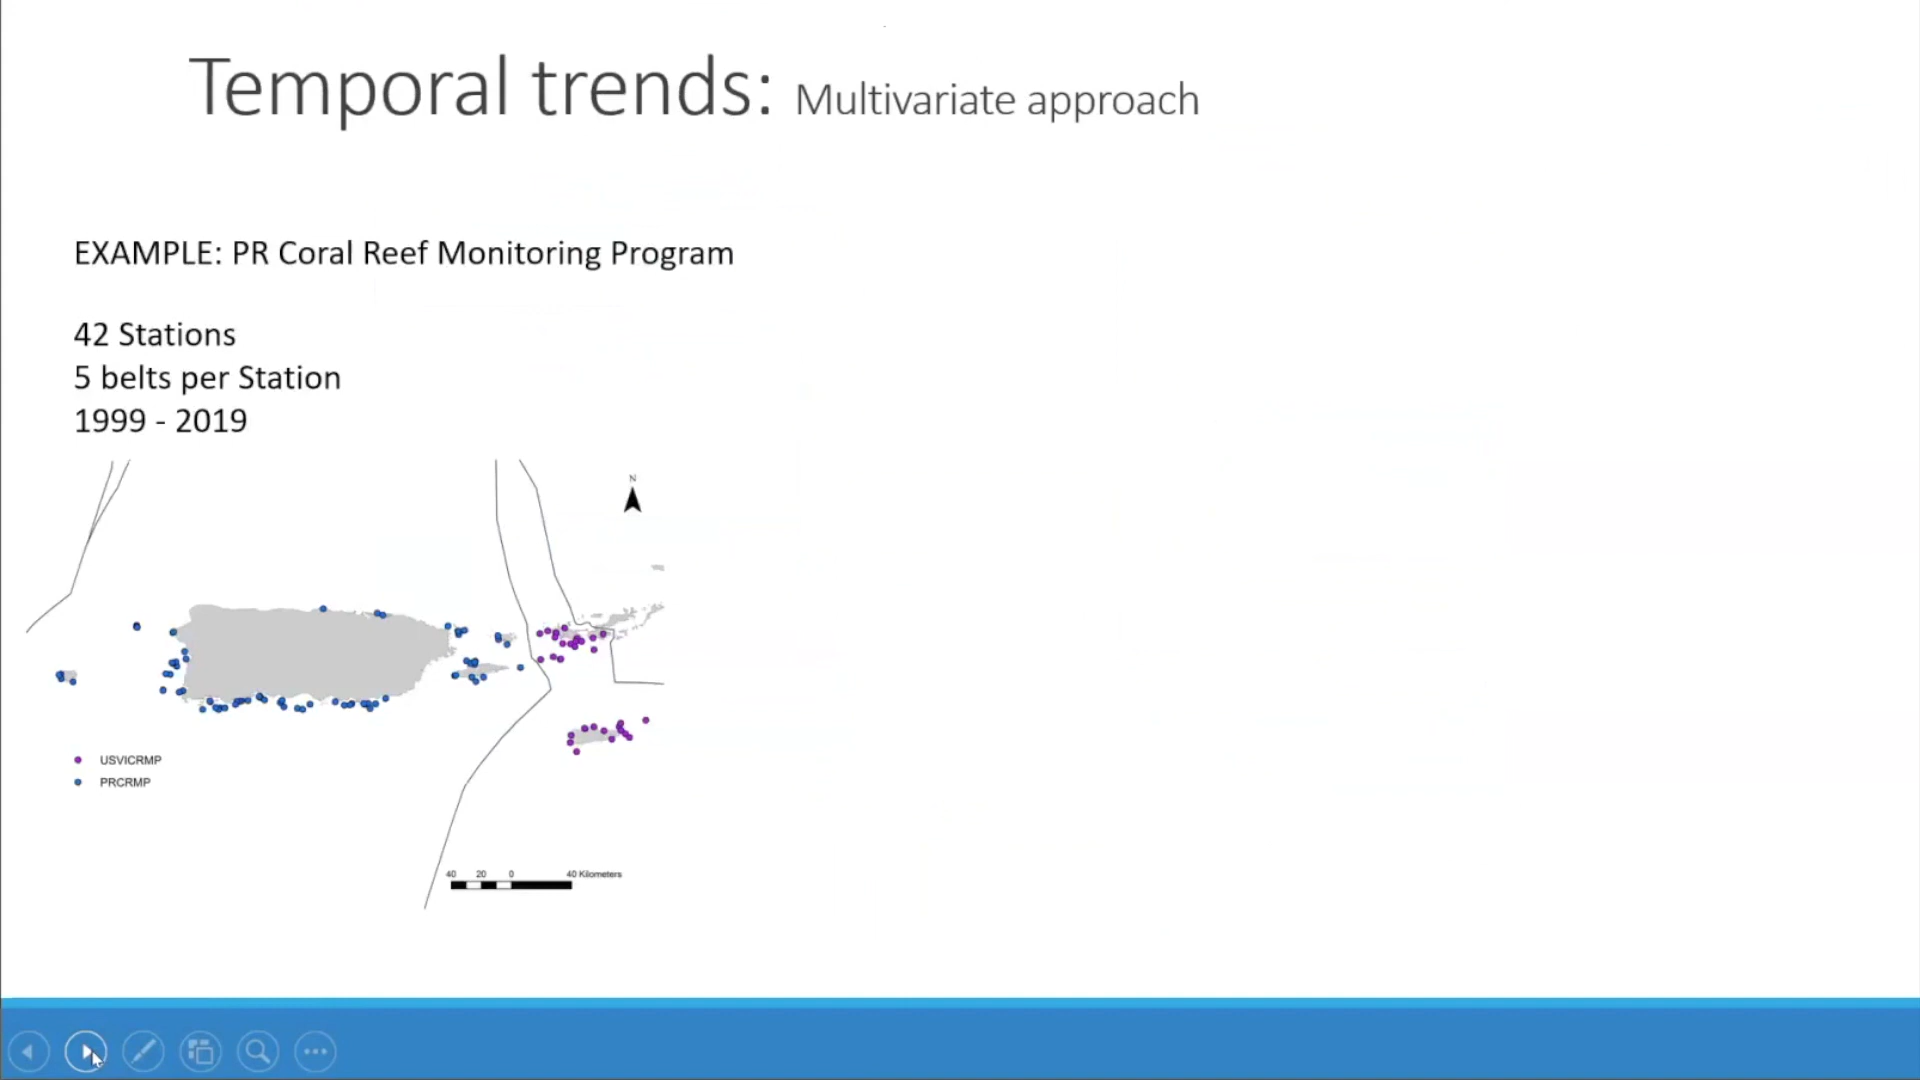 Temporal trends: Multivariate approach
EXAMPLE: PR Coral Reef Monitoring Program
42 Stations
5 belts per Station
1999 - 2019
N
USVICRMP
PRCRMP
40 20 0 40 Kilometers